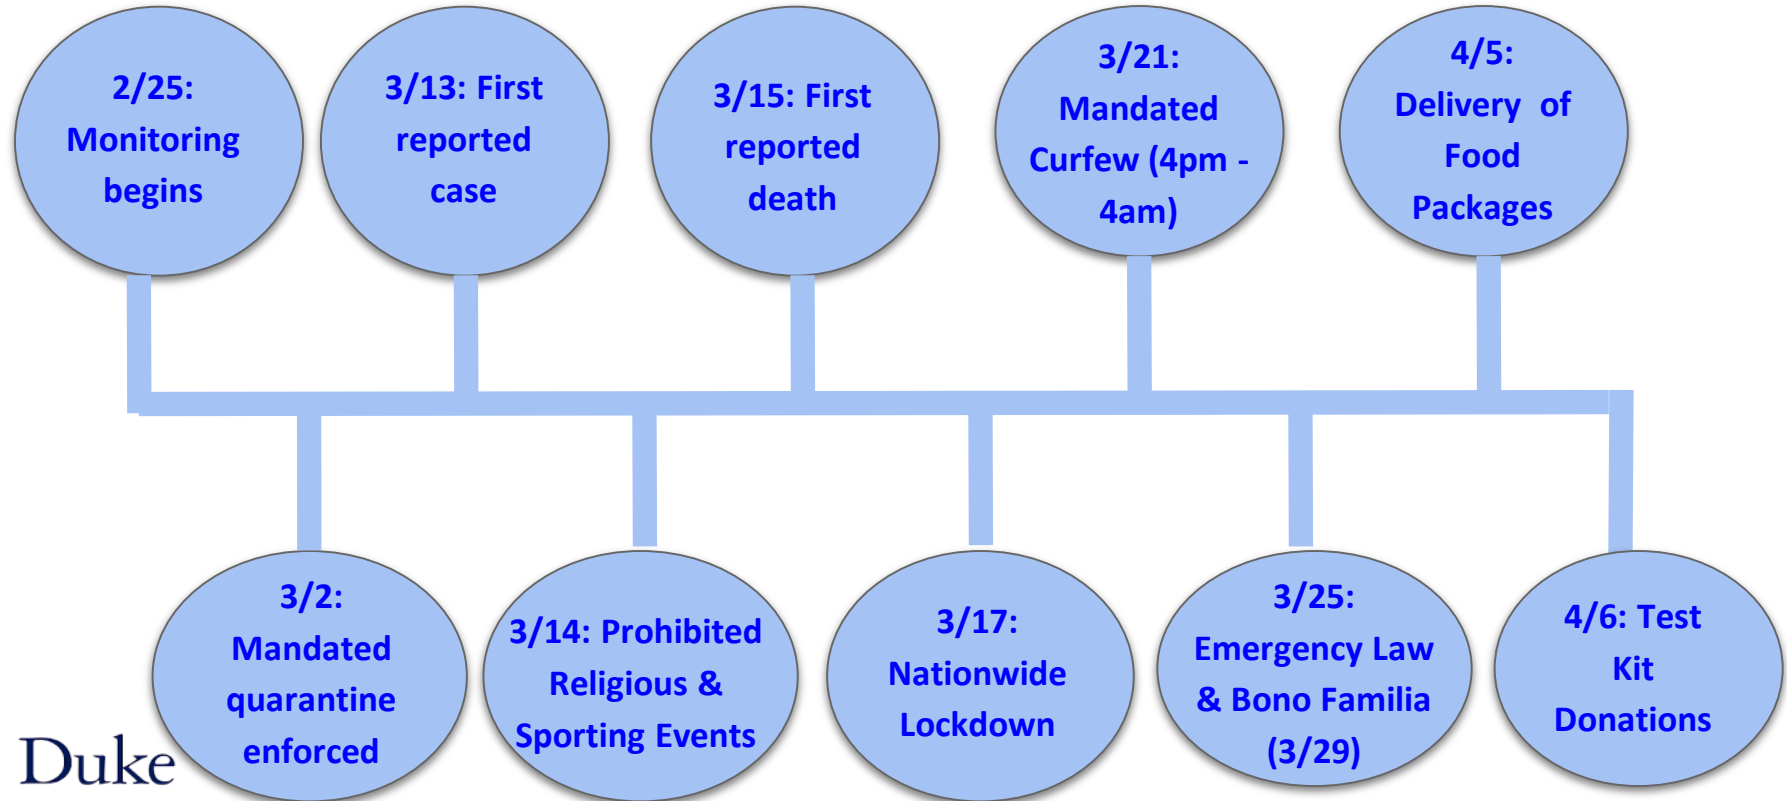 2/25:
Monitoring
begins
3/13: First
reported
case
3/15: First
reported
death
3/21:
Mandated
Curfew (4pm -
4am)
4/5:
Delivery of
Food
Packages
3/2:
Mandated
quarantine
enforced
3/14: Prohibited
Religious &
Sporting Events
3/17:
Nationwide
Lockdown
3/25:
Emergency Law
& Bono Familia
(3/29)
4/6: Test
Kit
Donations
Duke